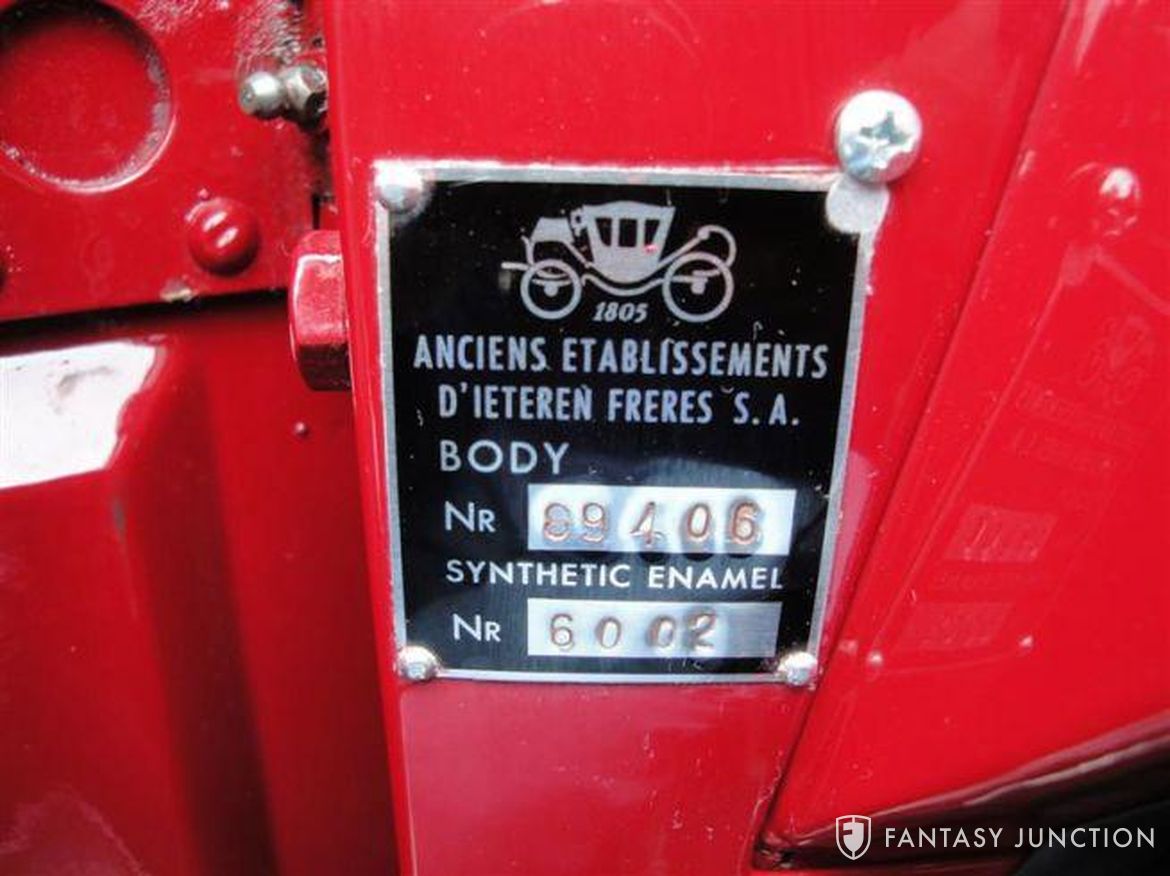 1805
ANCIENS ETABLISSEMENTS
D'IETEREN FRERES S.A.
BODY
NR 89406
SYNTHETIC ENAMEL
NR 6002
FANTASY JUNCTION